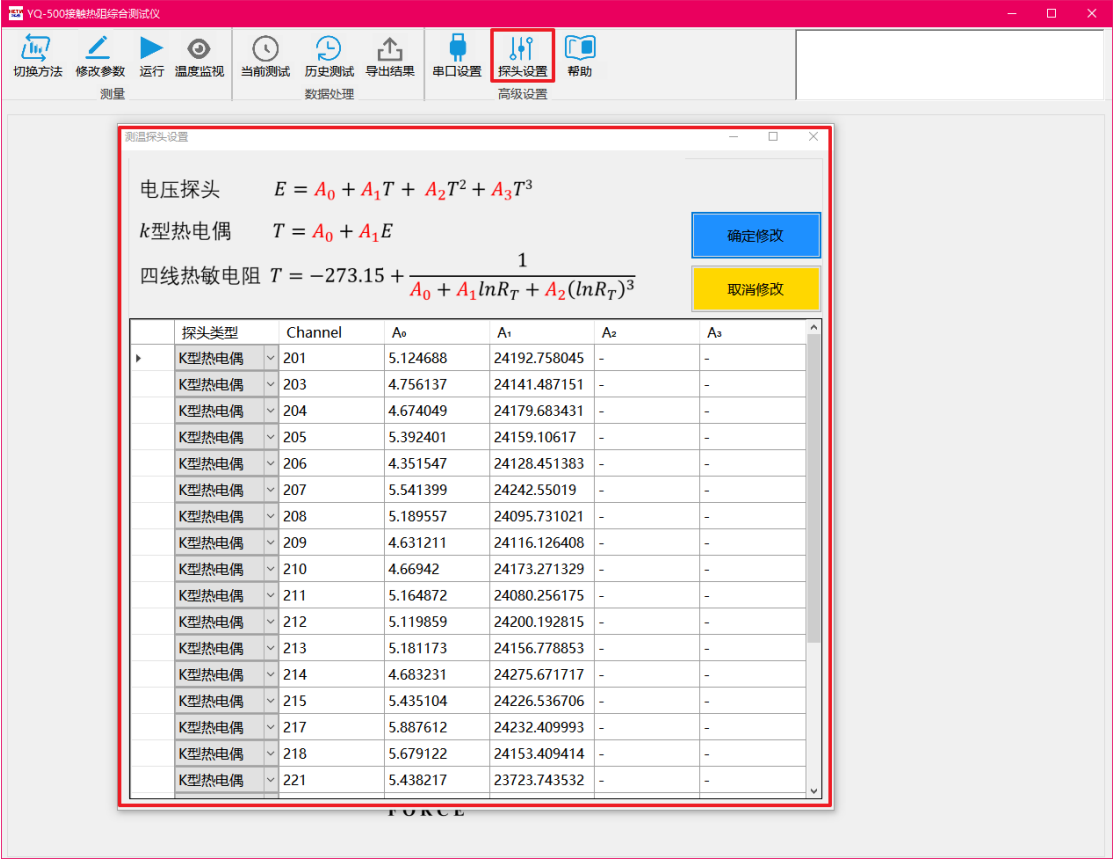 YQ-500接触热阻综合测试仪
切换方法 修改参数 运行 温度监视 当前测试 历史测试 导出结果 串口设置 探头设置 帮助
测量 数据处理 高级设置
测温探头设置
电压探头 E = A₀ + A₁T + A₂T² + A₃T³
k型热电偶 T = A₀ + A₁E
确定修改
四线热敏电阻 T = −273.15 + 1 / (A₀ + A₁lnR_T + A₂(lnR_T)³)
取消修改
探头类型 Channel A₀ A₁ A₂ A₃
K型热电偶 201 5.124688 24192.758045 - -
K型热电偶 203 4.756137 24141.487151 - -
K型热电偶 204 4.674049 24179.683431 - -
K型热电偶 205 5.392401 24159.10617 - -
K型热电偶 206 4.351547 24128.451383 - -
K型热电偶 207 5.541399 24242.55019 - -
K型热电偶 208 5.189557 24095.731021 - -
K型热电偶 209 4.631211 24116.126408 - -
K型热电偶 210 4.66942 24173.271329 - -
K型热电偶 211 5.164872 24080.256175 - -
K型热电偶 212 5.119859 24200.192815 - -
K型热电偶 213 5.181173 24156.778853 - -
K型热电偶 214 4.683231 24275.671717 - -
K型热电偶 215 5.435104 24226.536706 - -
K型热电偶 217 5.887612 24232.409993 - -
K型热电偶 218 5.679122 24153.409414 - -
K型热电偶 221 5.438217 23723.743532 - -
FORCE